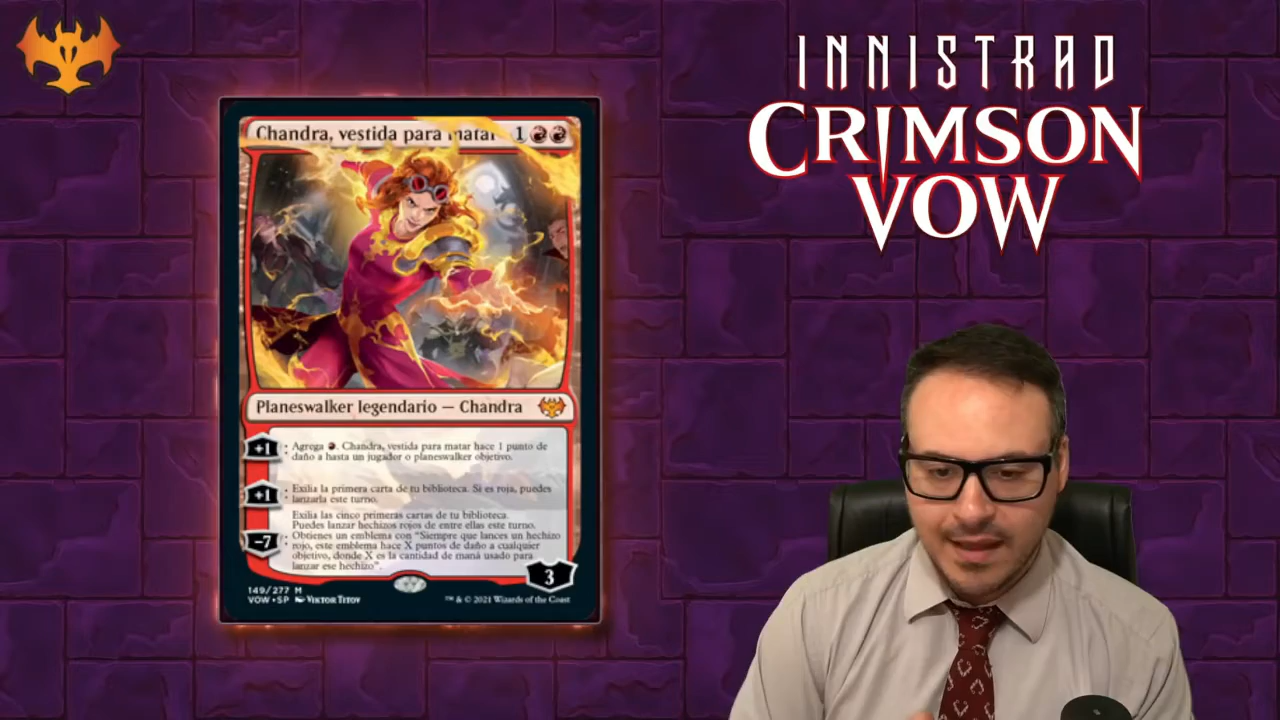 INNISTRAD
CRIMSON
VOW
Chandra, vestida para matar 1
Planeswalker legendario — Chandra
+1 : Agrega . Chandra, vestida para matar hace 1 punto de
daño a hasta un jugador o planeswalker objetivo.
+1 : Exilia la primera carta de tu biblioteca. Si es roja, puedes
lanzarla este turno.
Exilia las cinco primeras cartas de tu biblioteca.
Puedes lanzar hechizos rojos de entre ellas este turno.
-7 : Obtienes un emblema con "Siempre que lances un hechizo
rojo, este emblema hace X puntos de daño a cualquier
objetivo, donde X es la cantidad de maná usado para
lanzar ese hechizo".
3
149/277 M
VOW • SP Viktor Titov
™ & © 2021 Wizards of the Coast